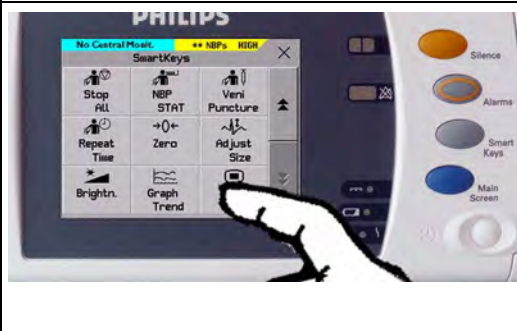 PHILIPS
No Central Monit. ** NBPs HIGH
SmartKeys
Stop All
NBP STAT
Veni Puncture
Repeat Time
→0← Zero
Adjust Size
Brightn.
Graph Trend
Silence
Alarms
Smart Keys
Main Screen